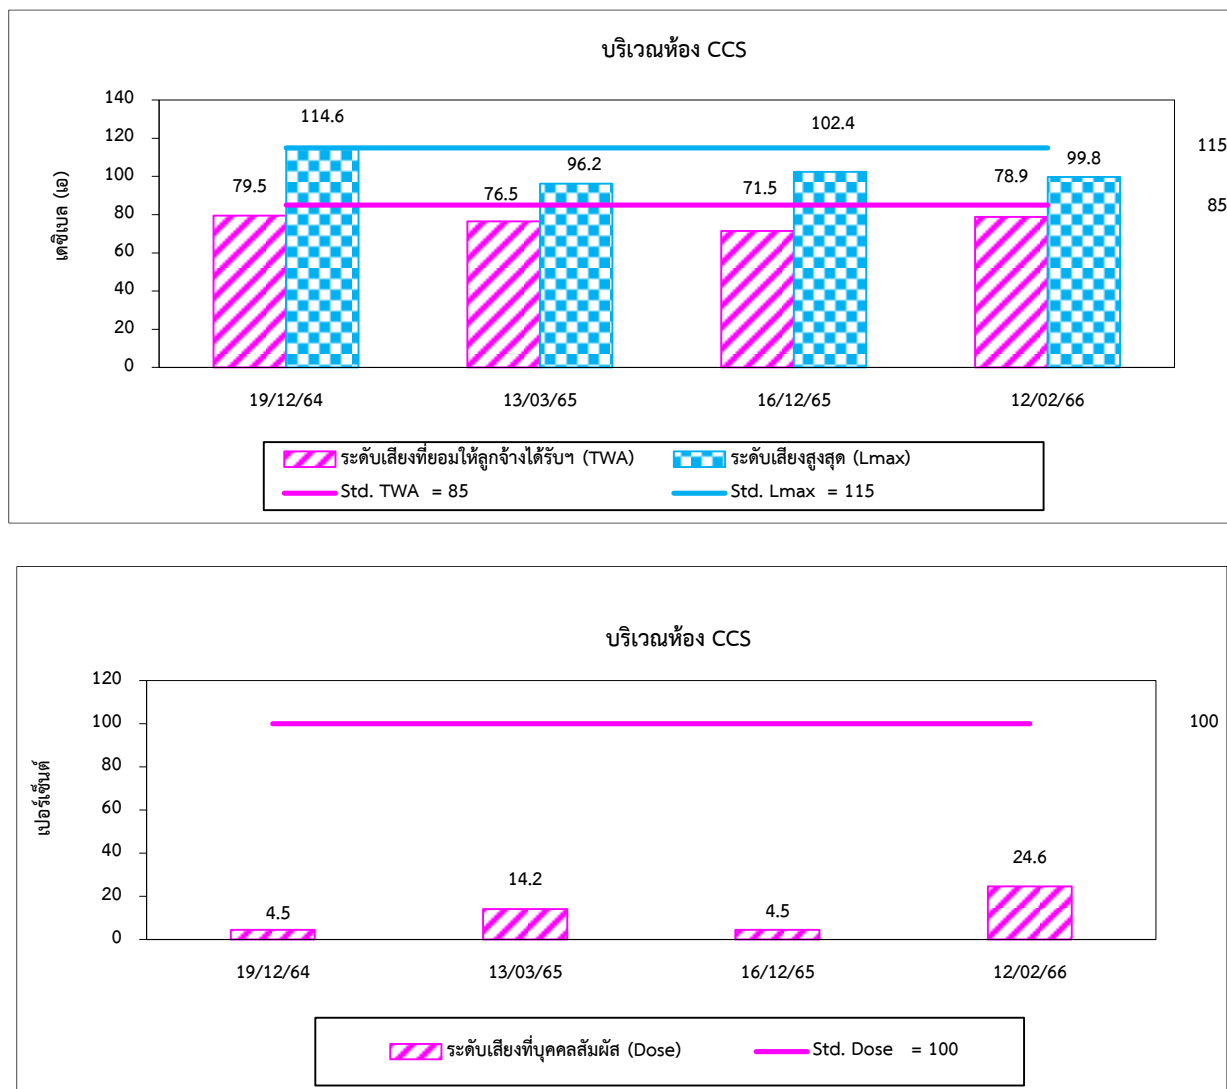 บริเวณห้อง CCS
140
120
100
80
60
40
20
0
เดซิเบล (เอ)
114.6
102.4
96.2
99.8
79.5
76.5
71.5
78.9
115
85
19/12/64 13/03/65 16/12/65 12/02/66
ระดับเสียงที่ยอมให้ลูกจ้างได้รับฯ (TWA) ระดับเสียงสูงสุด (Lmax)
Std. TWA = 85 Std. Lmax = 115
บริเวณห้อง CCS
120
100
80
60
40
20
0
เปอร์เซ็นต์
100
4.5 14.2 4.5 24.6
19/12/64 13/03/65 16/12/65 12/02/66
ระดับเสียงที่บุคคลสัมผัส (Dose) Std. Dose = 100